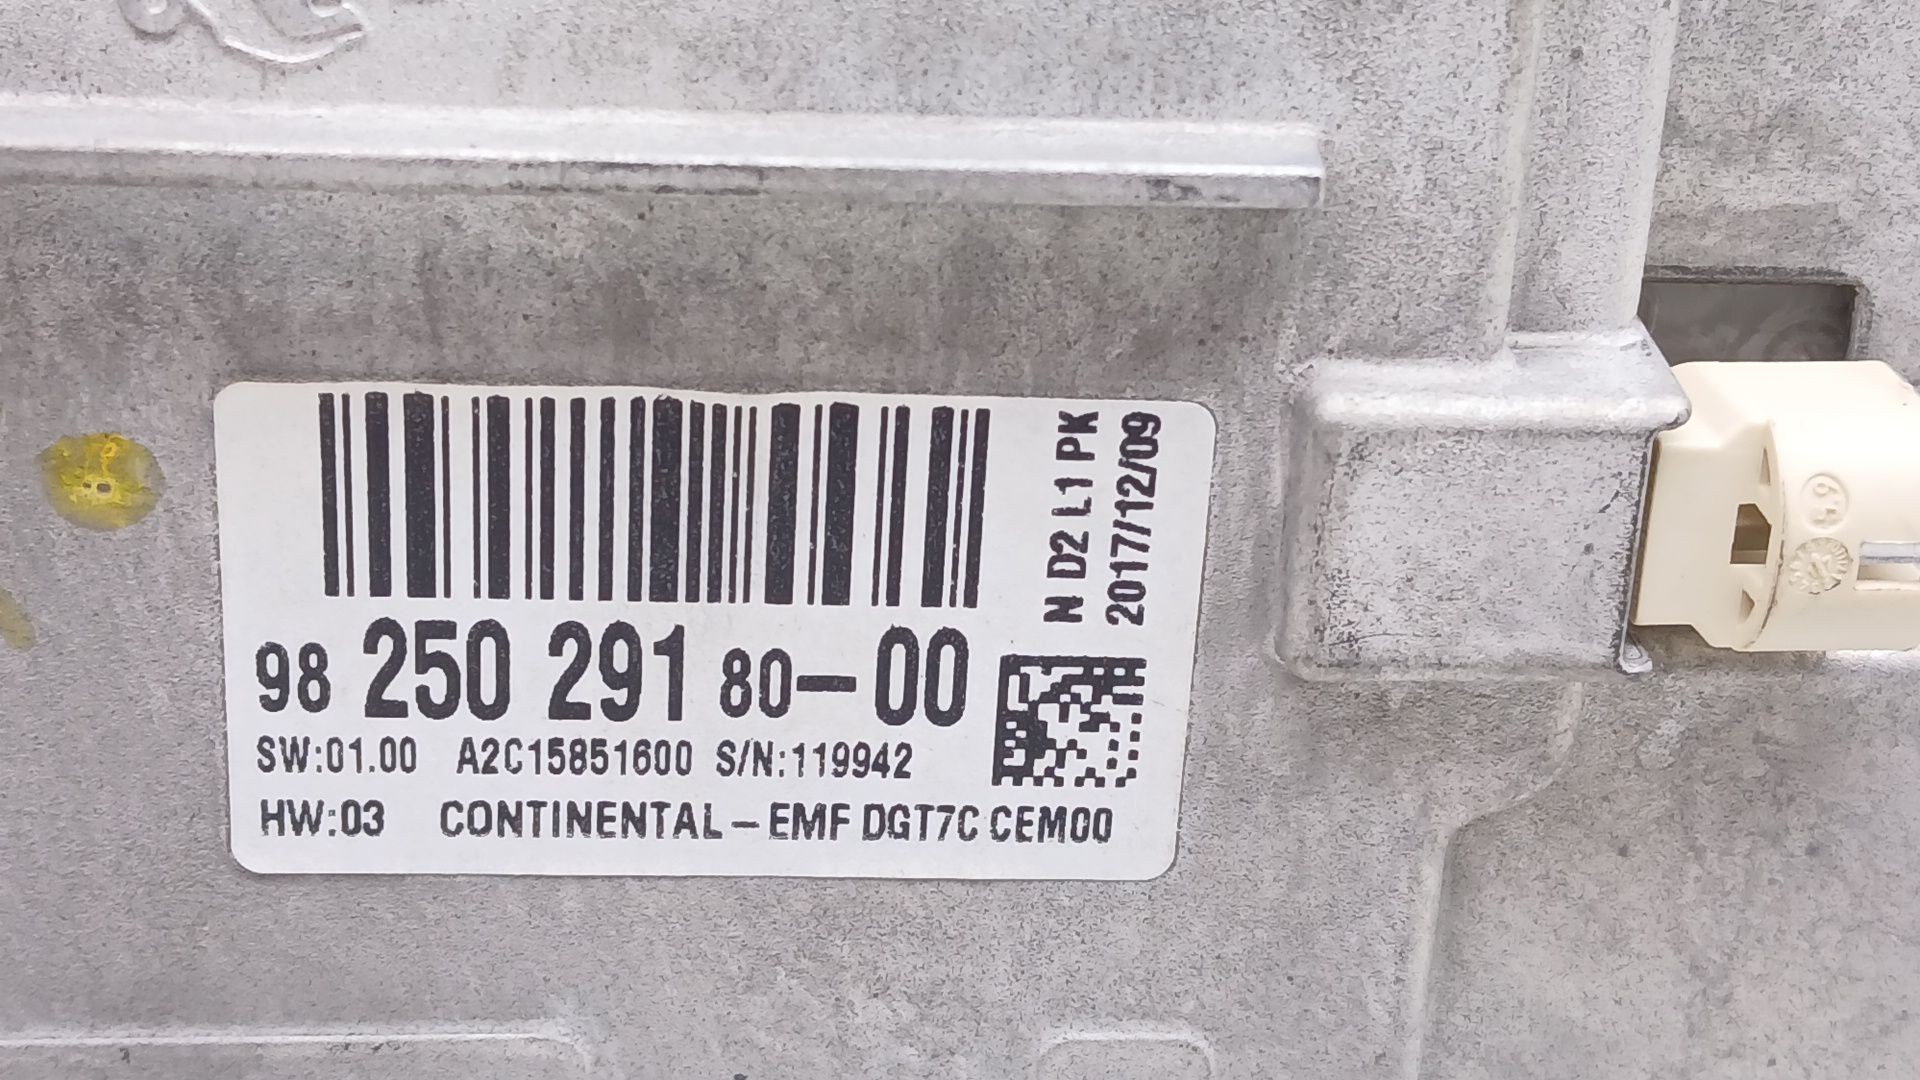 N D2 L1 PK
2017/12/09
98 250 291 80-00
SW:01.00 A2C15851600 S/N:119942
HW:03 CONTINENTAL-EMF DGT7C CEM00